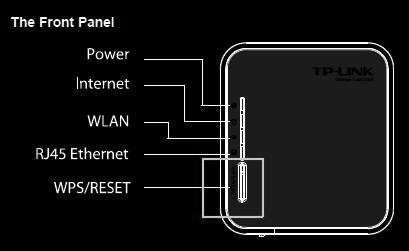 The Front Panel
Power
TP-LINK
Internet
WLAN
RJ45 Ethernet
WPS/RESET